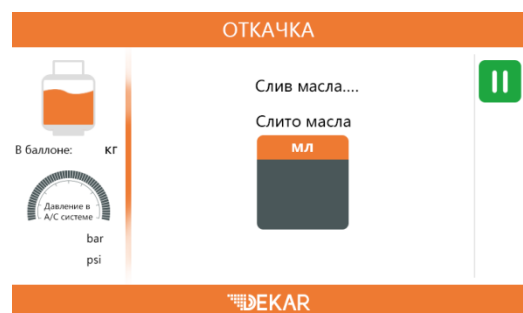 ОТКАЧКА
Слив масла....
Слито масла
мл
В баллоне: кг
Давление в
А/С системе
bar
psi
DEKAR